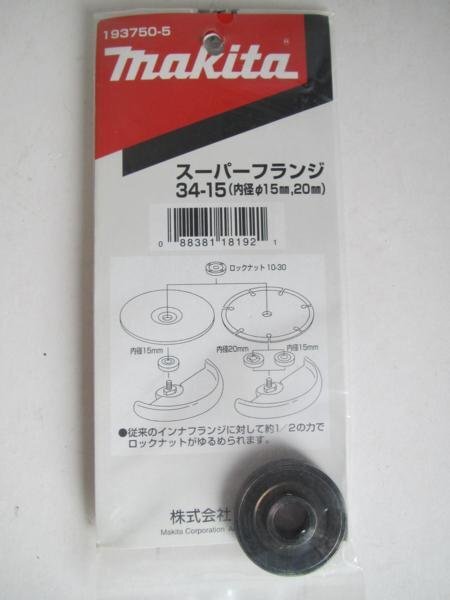 193750-5
makita
スーパーフランジ
34-15(内径φ15mm,20mm)
0 88381 18192 1
ロックナット10-30
内径15mm
内径20mm
内径15mm
●従来のインナフランジに対して約1/2の力で
ロックナットがゆるめられます。
株式会社
Makita Corporation